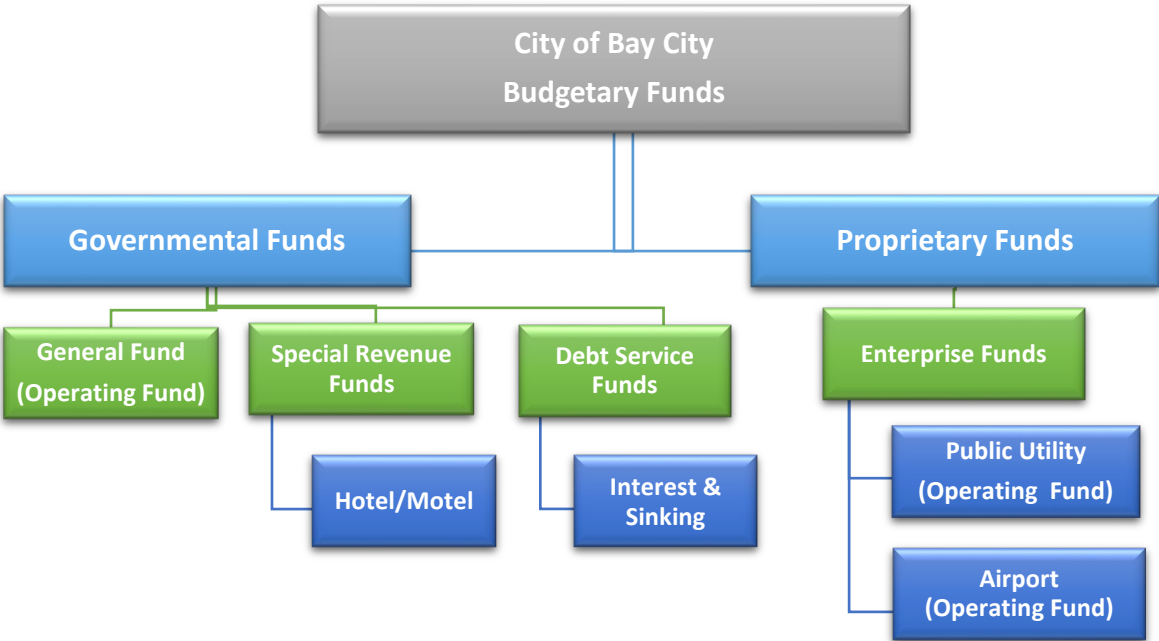 City of Bay City
Budgetary Funds
Governmental Funds
Proprietary Funds
General Fund
(Operating Fund)
Special Revenue
Funds
Debt Service
Funds
Enterprise Funds
Hotel/Motel
Interest &
Sinking
Public Utility
(Operating Fund)
Airport
(Operating Fund)